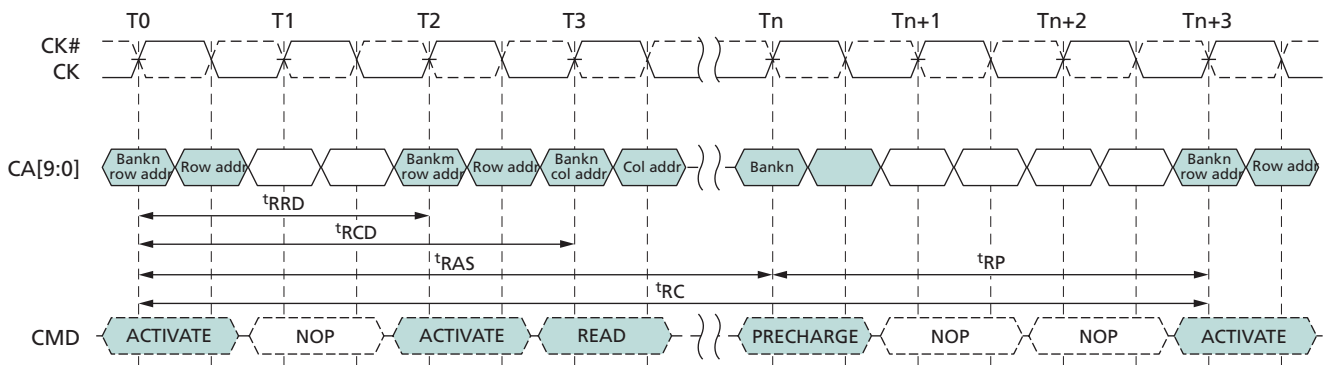 T0 T1 T2 T3 Tn Tn+1 Tn+2 Tn+3
CK#
CK
CA[9:0]
Bankn row addr
Row addr
Bankm row addr
Row addr
Bankn col addr
Col addr
Bankn
Bankn row addr
Row addr
tRRD
tRCD
tRAS
tRP
tRC
CMD ACTIVATE NOP ACTIVATE READ PRECHARGE NOP NOP ACTIVATE